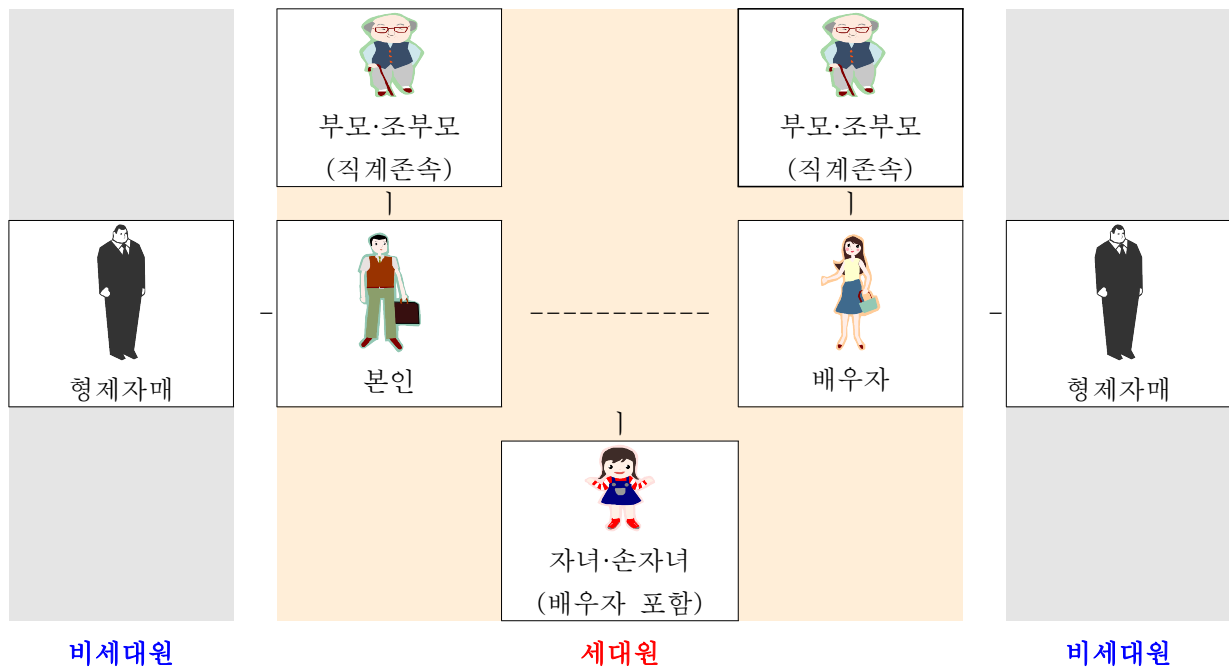 부모·조부모
(직계존속)
부모·조부모
(직계존속)
형제자매
본인
배우자
형제자매
자녀·손자녀
(배우자 포함)
비세대원
세대원
비세대원